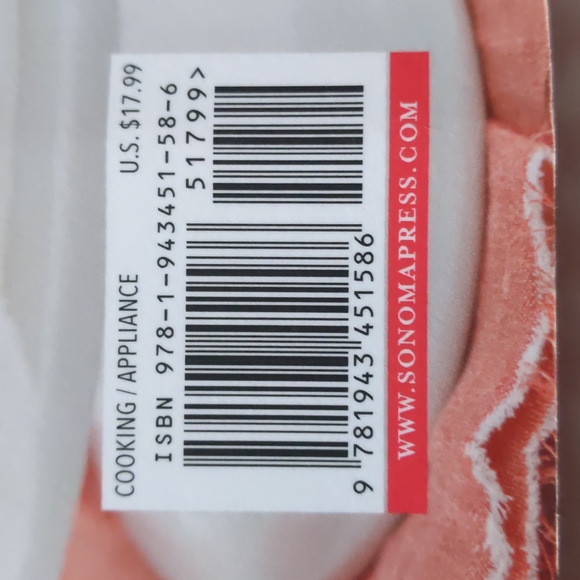 COOKING / APPLIANCE U.S. $17.99
ISBN 978-1-943451-58-6
51799>
9 781943 451586
WWW.SONOMAPRESS.COM